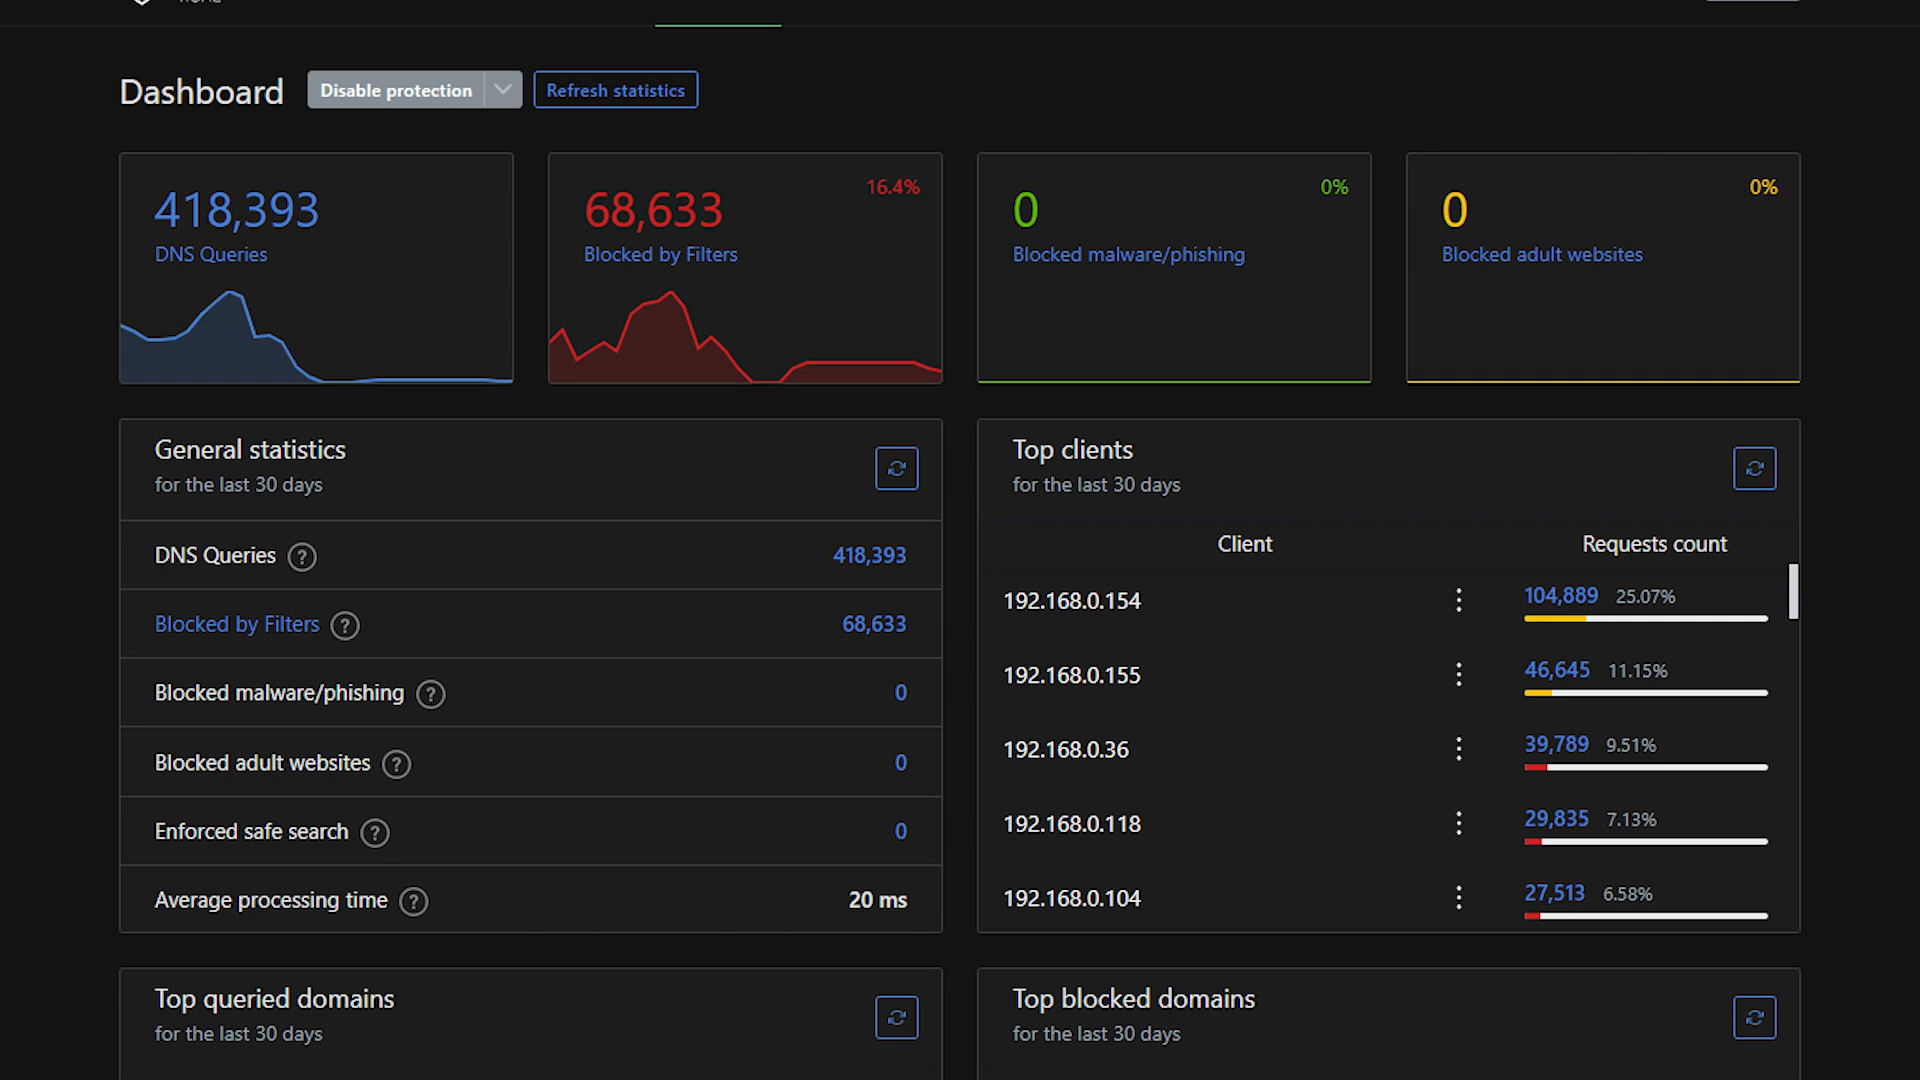 Dashboard
Disable protection
Refresh statistics
418,393
DNS Queries
16.4%
68,633
Blocked by Filters
0%
0
Blocked malware/phishing
0%
0
Blocked adult websites
General statistics
for the last 30 days
DNS Queries ? 418,393
Blocked by Filters ? 68,633
Blocked malware/phishing ? 0
Blocked adult websites ? 0
Enforced safe search ? 0
Average processing time ? 20 ms
Top clients
for the last 30 days
Client Requests count
192.168.0.154 104,889 25.07%
192.168.0.155 46,645 11.15%
192.168.0.36 39,789 9.51%
192.168.0.118 29,835 7.13%
192.168.0.104 27,513 6.58%
Top queried domains
for the last 30 days
Top blocked domains
for the last 30 days